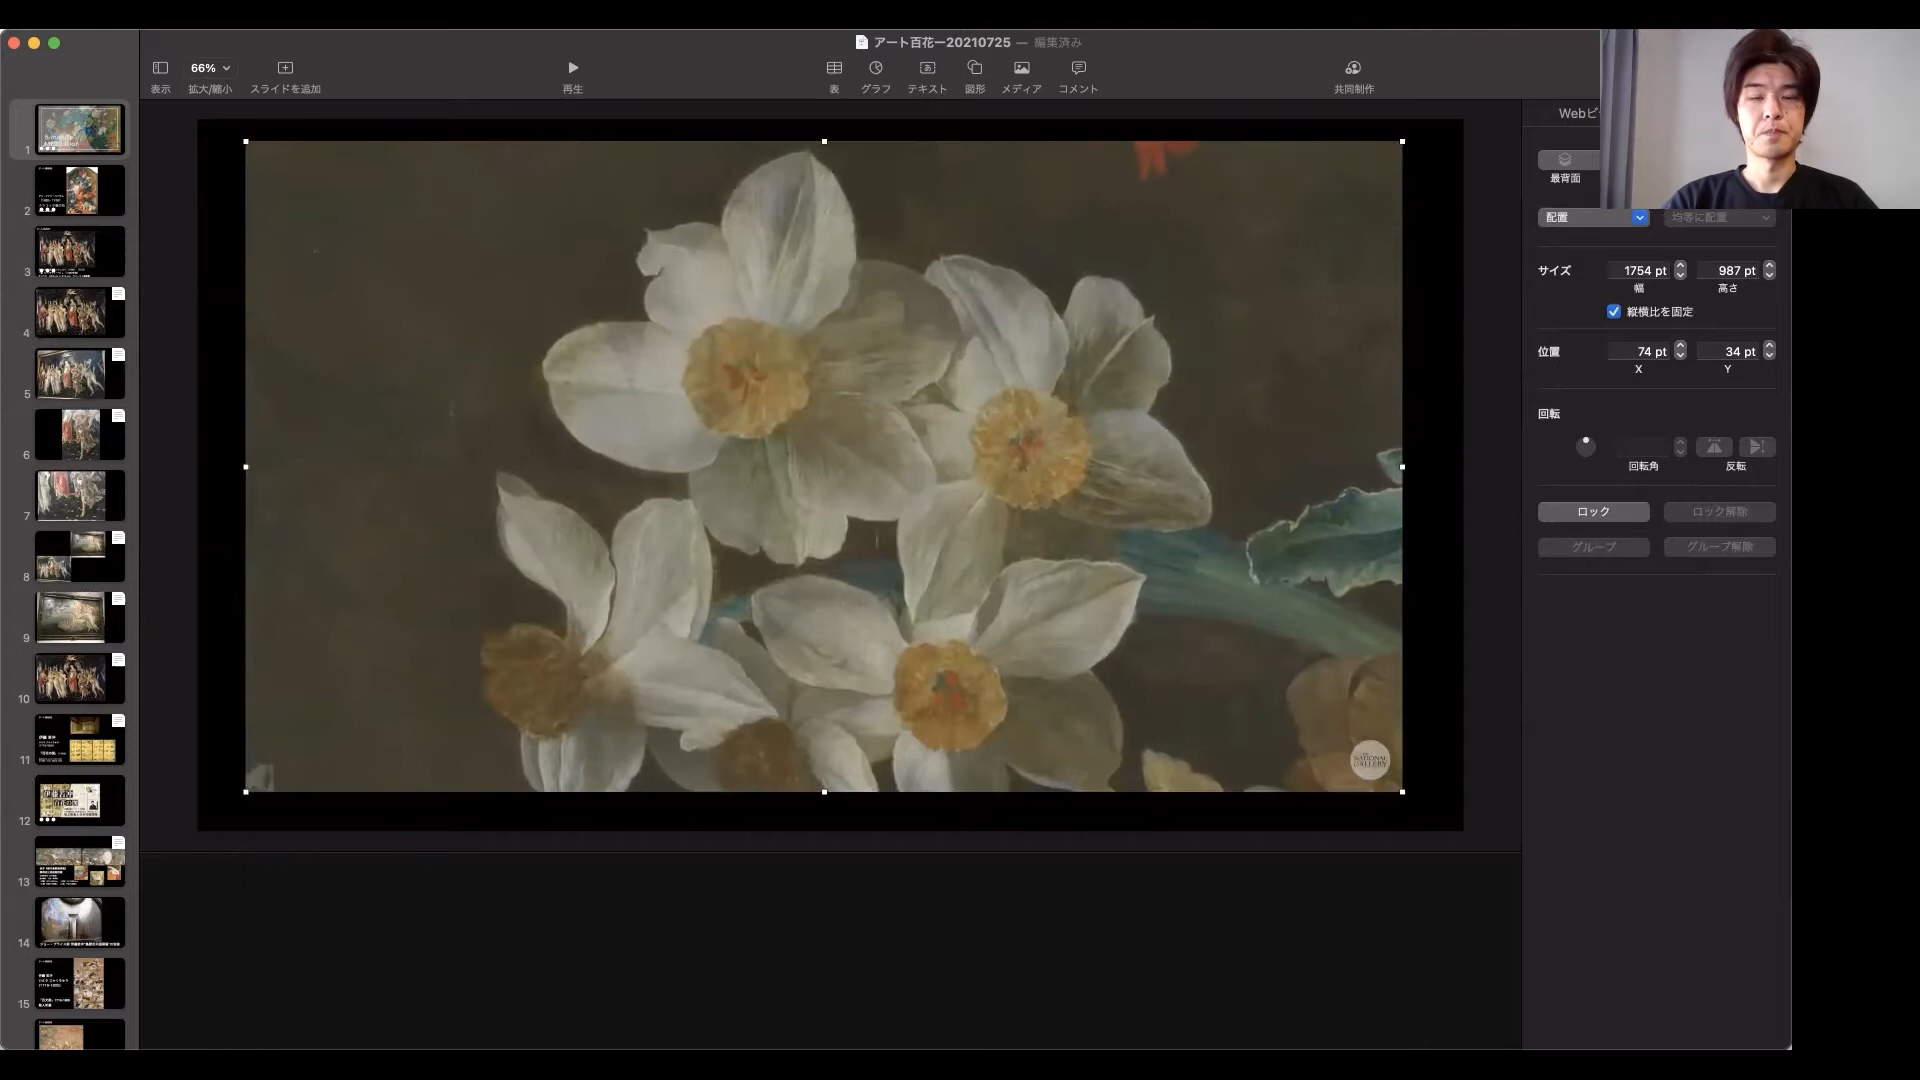 アート百花ー20210725 — 編集済み
66%
表示
拡大/縮小
スライドを追加
再生
表
グラフ
テキスト
図形
メディア
コメント
共同制作
Webビ
最背面
配置
均等に配置
サイズ
1754 pt
987 pt
幅
高さ
縦横比を固定
位置
74 pt
34 pt
X
Y
回転
回転角
反転
ロック
ロック解除
グループ
グループ解除
NATIONAL
GALLERY
1
2
3
4
5
6
7
8
9
10
11
12
13
14
15